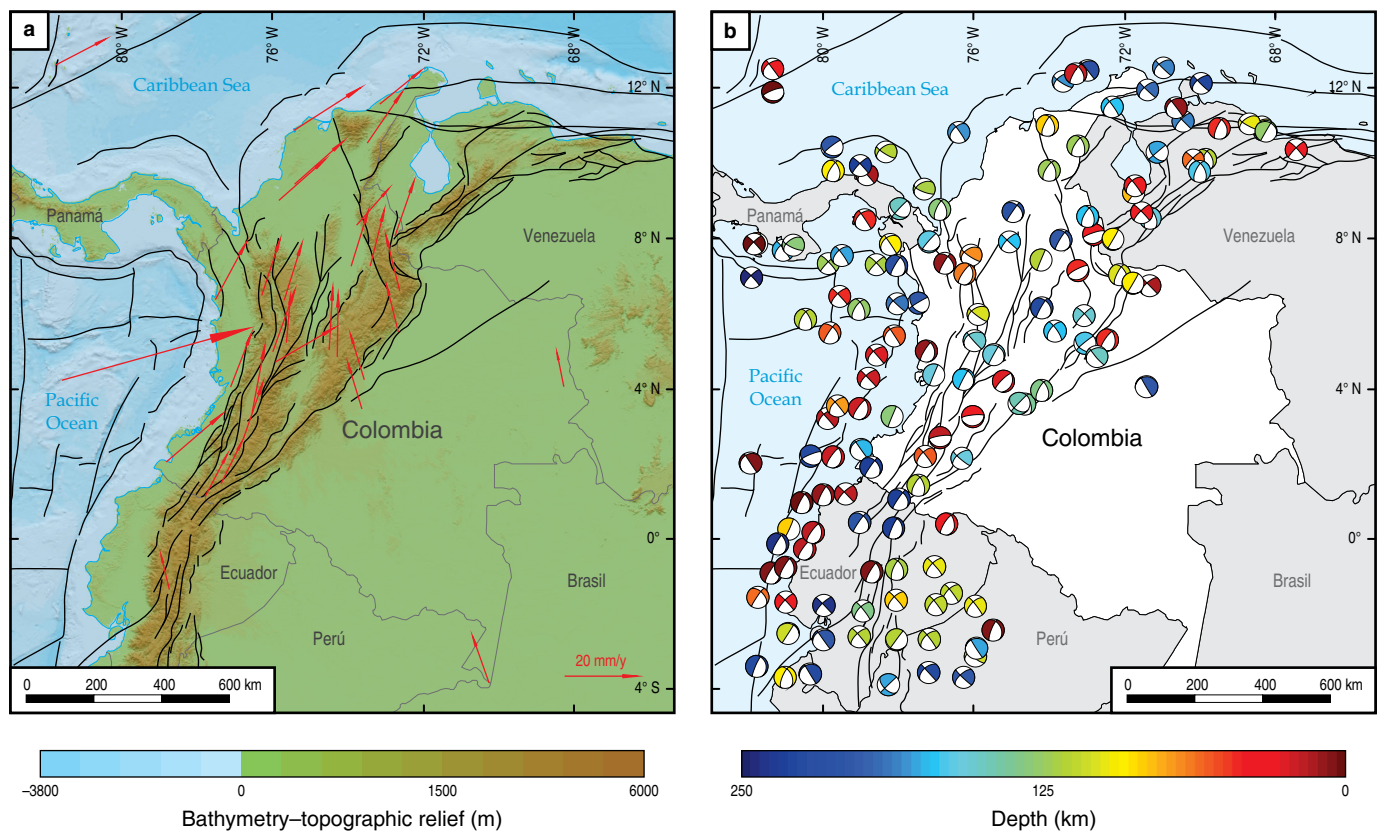 a
80° W
76° W
72° W
68° W
Caribbean Sea
12° N
Panamá
Venezuela
8° N
Pacific
Ocean
4° N
Colombia
0°
Ecuador
Brasil
Perú
20 mm/y
0 200 400 600 km
4° S
–3800 0 1500 6000
Bathymetry–topographic relief (m)
b
80° W
76° W
72° W
68° W
Caribbean Sea
12° N
Panamá
Venezuela
8° N
Pacific
Ocean
4° N
Colombia
0°
Ecuador
Brasil
Perú
0 200 400 600 km
4° S
250 125 0
Depth (km)